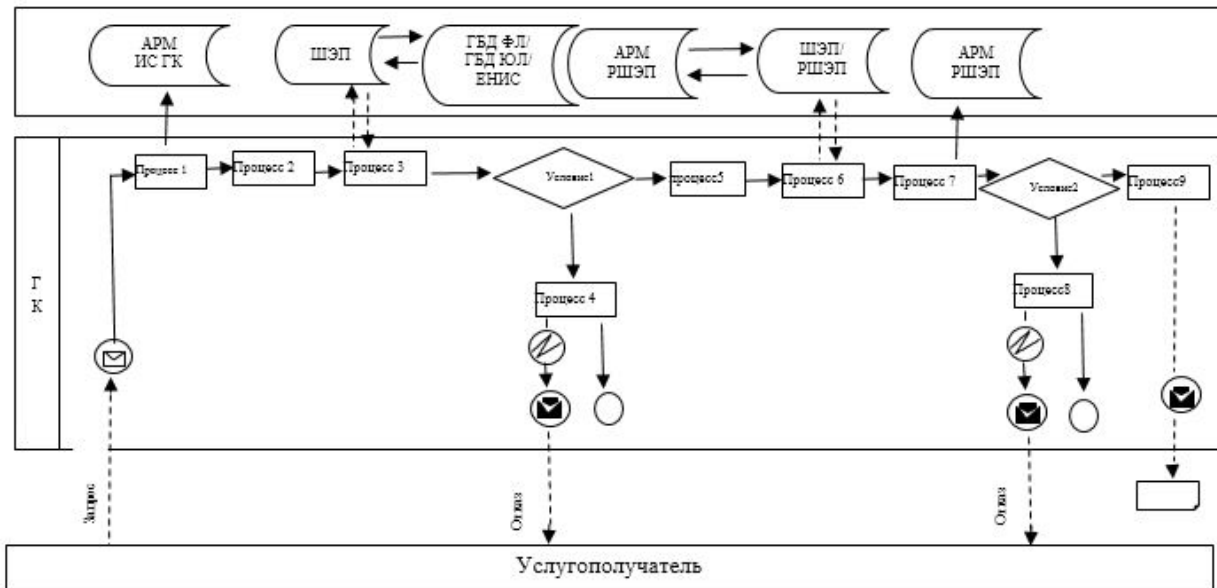 АРМ
ИС ГК
ШЭП
ГБД ФЛ/
ГБД ЮЛ/
ЕНИС
АРМ
РШЭП
ШЭП/
РШЭП
АРМ
РШЭП
Процесс 1
Процесс 2
Процесс 3
Условие1
процесс5
Процесс 6
Процесс 7
Условие2
Процесс9
Г
К
Процесс 4
Процесс8
Запрос
Отказ
Отказ
Услугополучатель